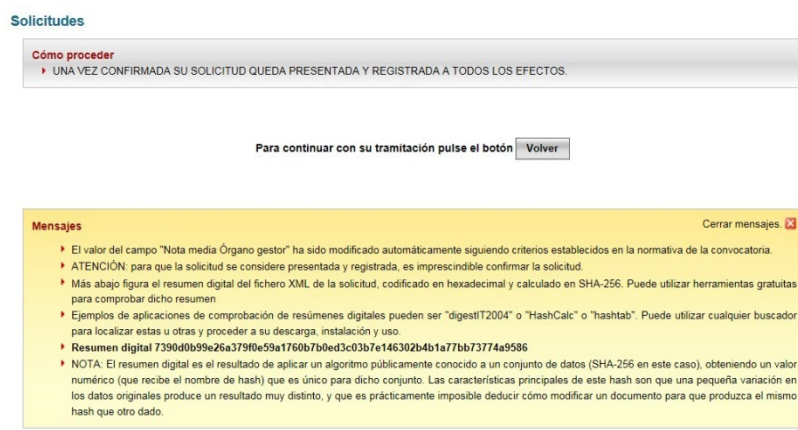 Solicitudes
Cómo proceder
UNA VEZ CONFIRMADA SU SOLICITUD QUEDA PRESENTADA Y REGISTRADA A TODOS LOS EFECTOS.
Para continuar con su tramitación pulse el botón Volver
Mensajes Cerrar mensajes.
El valor del campo "Nota media Órgano gestor" ha sido modificado automáticamente siguiendo criterios establecidos en la normativa de la convocatoria.
ATENCIÓN: para que la solicitud se considere presentada y registrada, es imprescindible confirmar la solicitud.
Más abajo figura el resumen digital del fichero XML de la solicitud, codificado en hexadecimal y calculado en SHA-256. Puede utilizar herramientas gratuitas
para comprobar dicho resumen
Ejemplos de aplicaciones de comprobación de resúmenes digitales pueden ser "digestIT2004" o "HashCalc" o "hashtab". Puede utilizar cualquier buscador
para localizar estas u otras y proceder a su descarga, instalación y uso.
Resumen digital 7390d0b99e26a379f0e59a1760b7b0ed3c03b7e146302b4b1a77bb73774a9586
NOTA: El resumen digital es el resultado de aplicar un algoritmo públicamente conocido a un conjunto de datos (SHA-256 en este caso), obteniendo un valor
numérico (que recibe el nombre de hash) que es único para dicho conjunto. Las características principales de este hash son que una pequeña variación en
los datos originales produce un resultado muy distinto, y que es prácticamente imposible deducir cómo modificar un documento para que produzca el mismo
hash que otro dado.